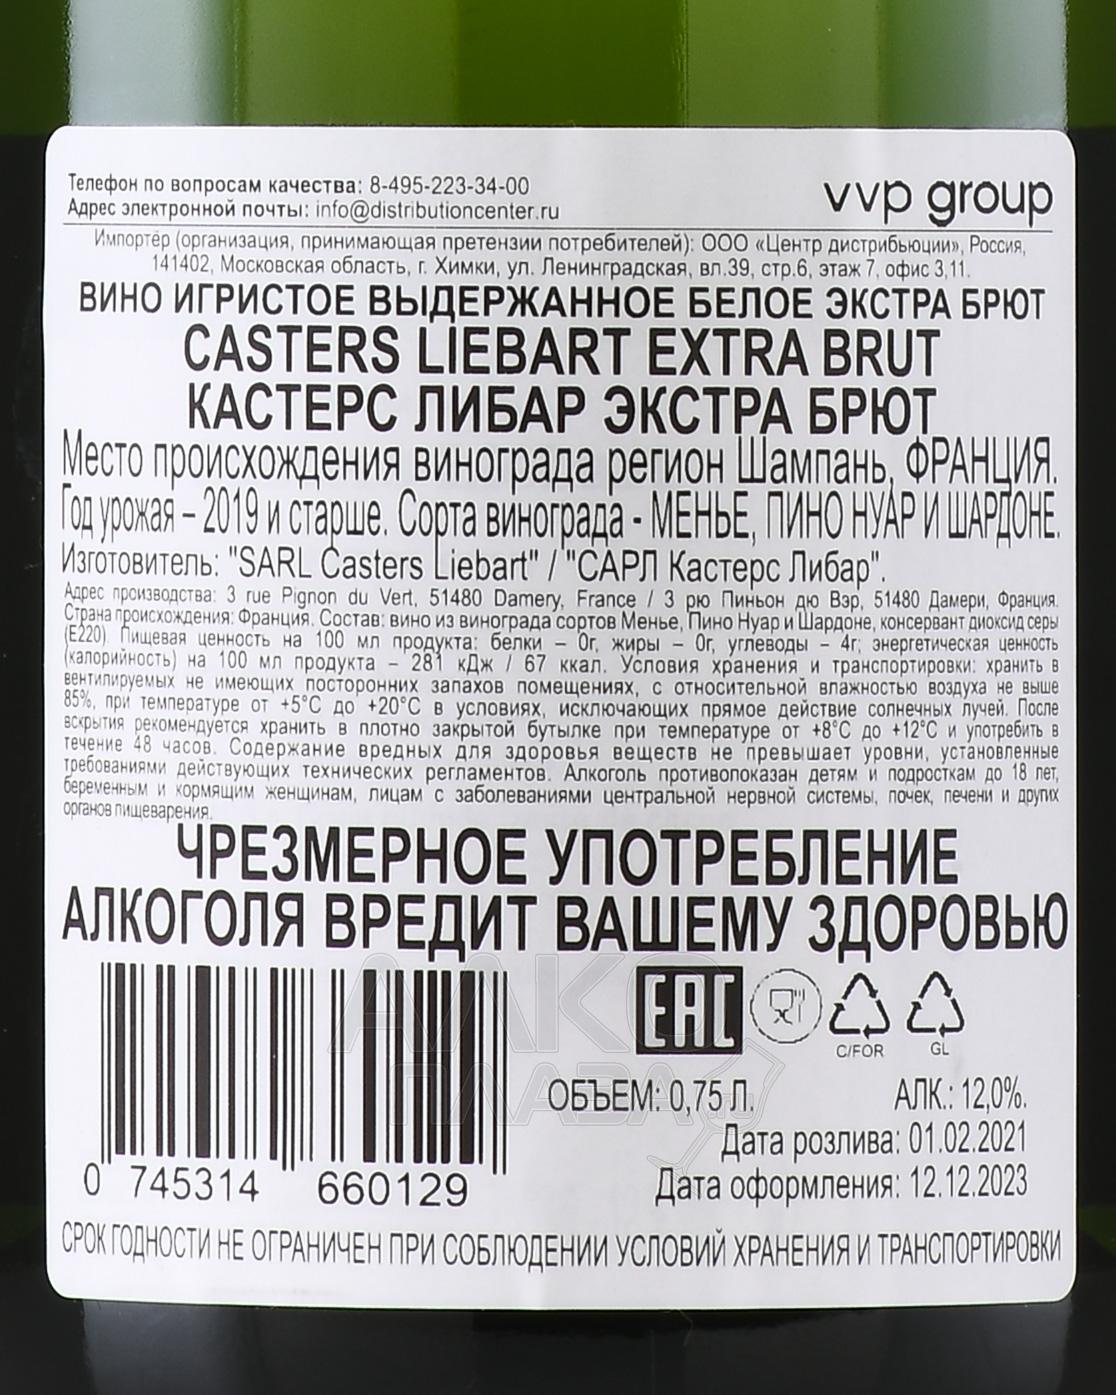 Телефон по вопросам качества: 8-495-223-34-00
Адрес электронной почты: info@distributioncenter.ru
vvp group
Импортёр (организация, принимающая претензии потребителей): ООО «Центр дистрибьюции», Россия,
141402, Московская область, г. Химки, ул. Ленинградская, вл.39, стр.6, этаж 7, офис 3,11.
ВИНО ИГРИСТОЕ ВЫДЕРЖАННОЕ БЕЛОЕ ЭКСТРА БРЮТ
CASTERS LIEBART EXTRA BRUT
КАСТЕРС ЛИБАР ЭКСТРА БРЮТ
Место происхождения винограда регион Шампань, ФРАНЦИЯ.
Год урожая – 2019 и старше. Сорта винограда - МЕНЬЕ, ПИНО НУАР И ШАРДОНЕ.
Изготовитель: "SARL Casters Liebart" / "САРЛ Кастерс Либар".
Адрес производства: 3 rue Pignon du Vert, 51480 Damery, France / 3 рю Пиньон дю Вэр, 51480 Дамери, Франция.
Страна происхождения: Франция. Состав: вино из винограда сортов Менье, Пино Нуар и Шардоне, консервант диоксид серы
(Е220). Пищевая ценность на 100 мл продукта: белки – 0г, жиры – 0г, углеводы – 4г; энергетическая ценность
(калорийность) на 100 мл продукта – 281 кДж / 67 ккал. Условия хранения и транспортировки: хранить в
вентилируемых не имеющих посторонних запахов помещениях, с относительной влажностью воздуха не выше
85%, при температуре от +5°С до +20°С в условиях, исключающих прямое действие солнечных лучей. После
вскрытия рекомендуется хранить в плотно закрытой бутылке при температуре от +8°С до +12°С и употребить в
течение 48 часов. Содержание вредных для здоровья веществ не превышает уровни, установленные
требованиями действующих технических регламентов. Алкоголь противопоказан детям и подросткам до 18 лет,
беременным и кормящим женщинам, лицам с заболеваниями центральной нервной системы, почек, печени и других
органов пищеварения.
ЧРЕЗМЕРНОЕ УПОТРЕБЛЕНИЕ
АЛКОГОЛЯ ВРЕДИТ ВАШЕМУ ЗДОРОВЬЮ
EAC
C/FOR GL
АЛКО
ПЛАЗА.ru
ОБЪЕМ: 0,75 Л. АЛК.: 12,0%.
Дата розлива: 01.02.2021
Дата оформления: 12.12.2023
0 745314 660129
СРОК ГОДНОСТИ НЕ ОГРАНИЧЕН ПРИ СОБЛЮДЕНИИ УСЛОВИЙ ХРАНЕНИЯ И ТРАНСПОРТИРОВКИ